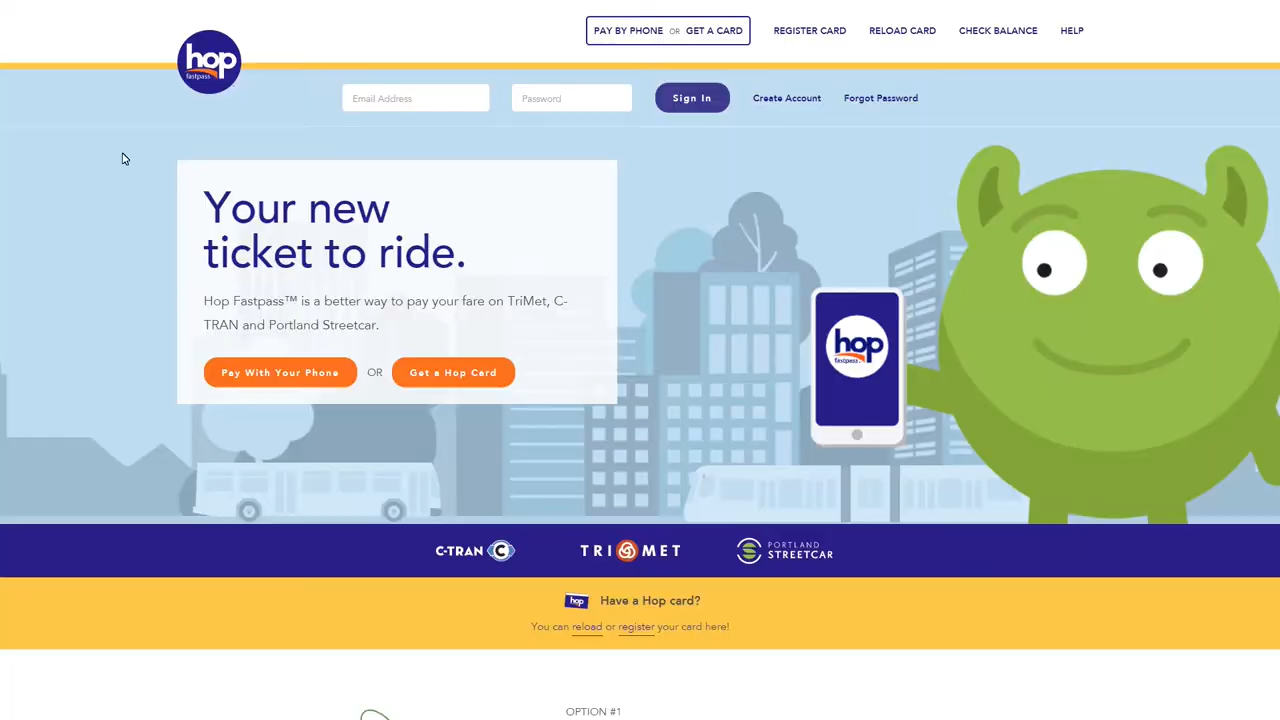 PAY BY PHONE OR GET A CARD
REGISTER CARD
RELOAD CARD
CHECK BALANCE
HELP
hop
fastpass
Email Address
Password
Sign In
Create Account
Forgot Password
Your new
ticket to ride.
Hop Fastpass™ is a better way to pay your fare on TriMet, C-
TRAN and Portland Streetcar.
Pay With Your Phone
OR
Get a Hop Card
hop
fastpass
C-TRAN C
TRI MET
PORTLAND
STREETCAR
hop
Have a Hop card?
You can reload or register your card here!
OPTION #1